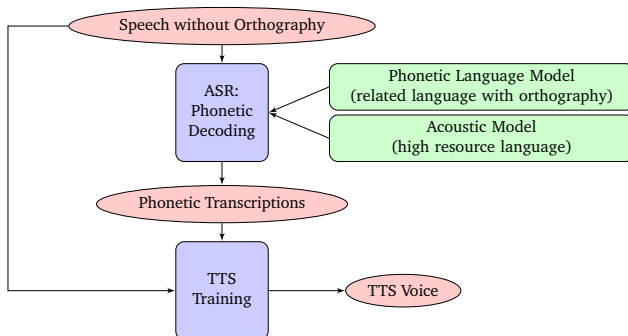 Speech without Orthography
ASR:
Phonetic
Decoding
Phonetic Language Model
(related language with orthography)
Acoustic Model
(high resource language)
Phonetic Transcriptions
TTS
Training
TTS Voice